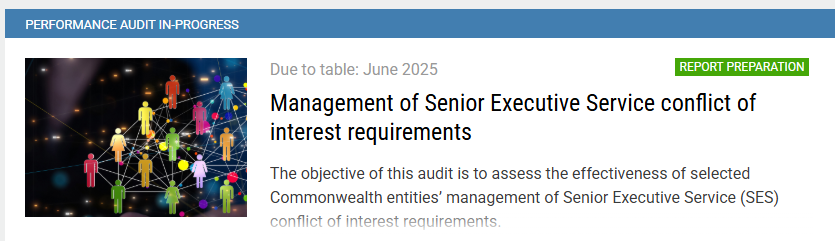 PERFORMANCE AUDIT IN-PROGRESS
Due to table: June 2025
REPORT PREPARATION
Management of Senior Executive Service conflict of
interest requirements
The objective of this audit is to assess the effectiveness of selected
Commonwealth entities’ management of Senior Executive Service (SES)
conflict of interest requirements.